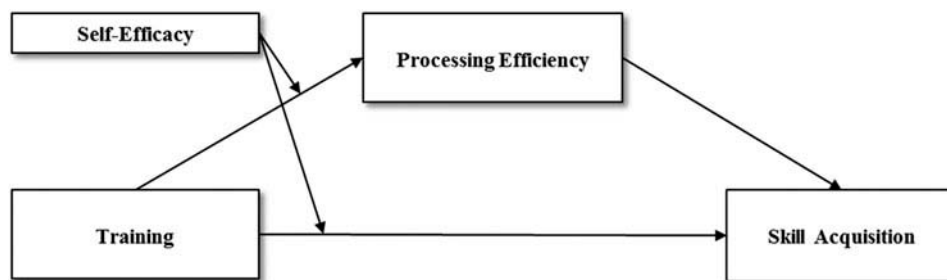 Self-Efficacy
Processing Efficiency
Training
Skill Acquisition